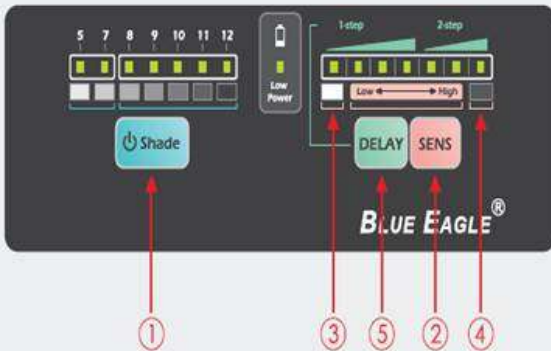 5 7 8 9 10 11 12
Low
Power
1-step 2-step
Low High
Shade
DELAY SENS
BLUE EAGLE®
① ③ ⑤ ② ④